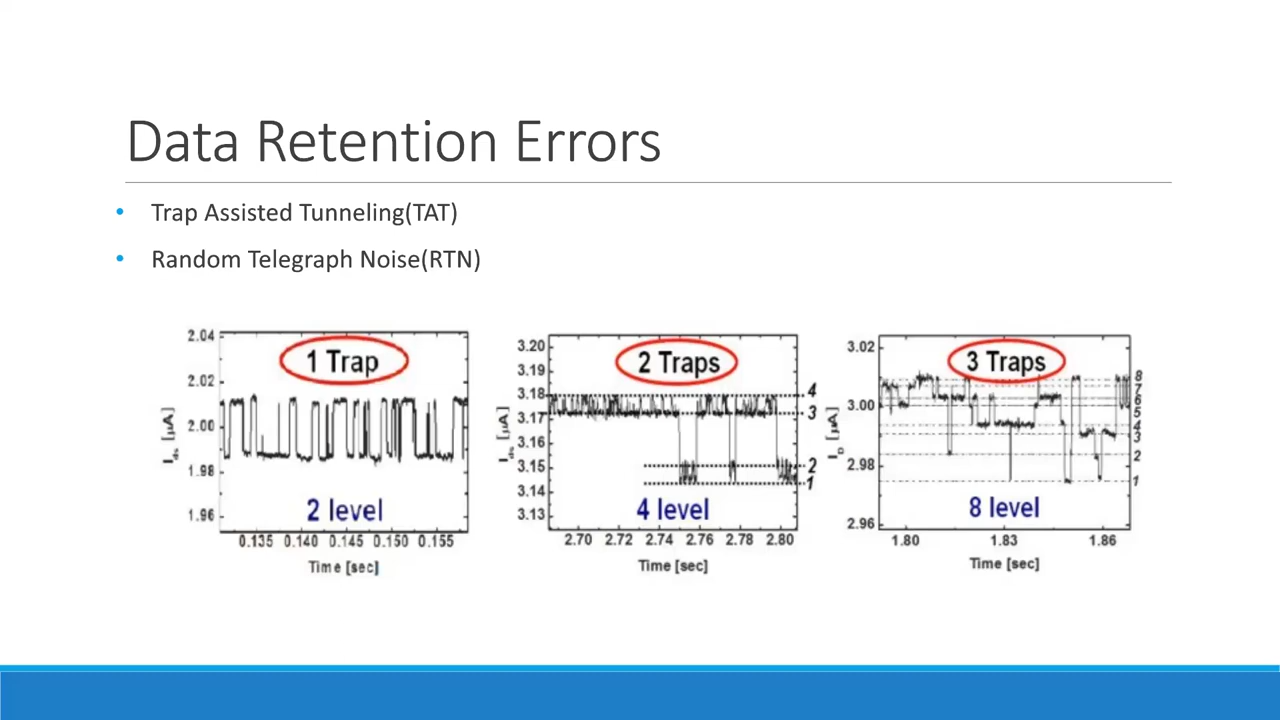 Data Retention Errors
• Trap Assisted Tunneling(TAT)
• Random Telegraph Noise(RTN)
1 Trap
2.04
2.02
2.00
1.98
1.96
Ids [µA]
2 level
0.135 0.140 0.145 0.150 0.155
Time [sec]
2 Traps
3.20
3.19
3.18
3.17
3.16
3.15
3.14
3.13
Ids [µA]
4
3
2
1
4 level
2.70 2.72 2.74 2.76 2.78 2.80
Time [sec]
3 Traps
3.02
3.00
2.98
2.96
[µA]
8
7
6
5
4
3
2
1
8 level
1.80 1.83 1.86
Time [sec]